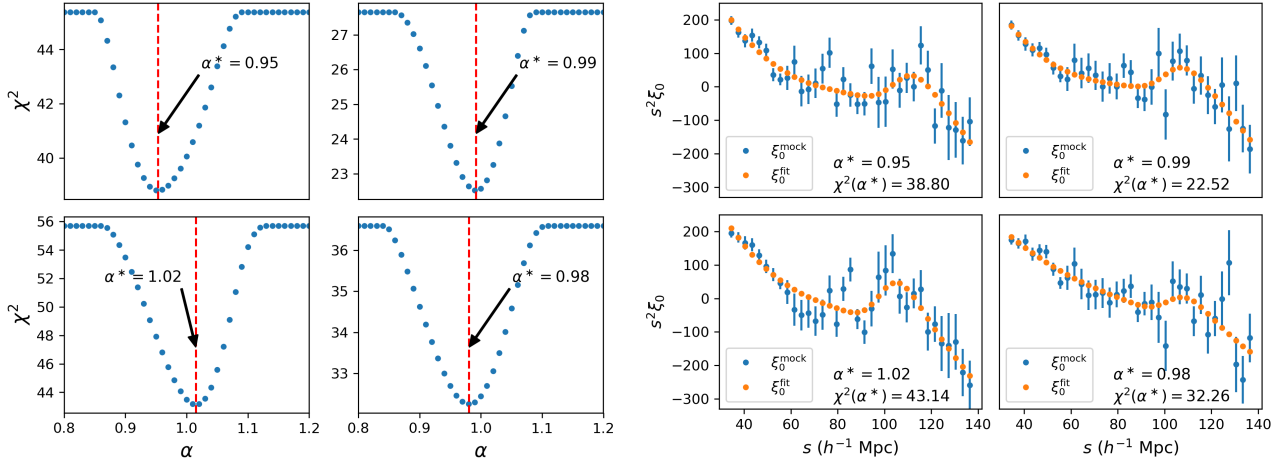 χ²
46
44
42
40
α* = 0.95
27
26
25
24
23
22
α* = 0.99
χ²
56
54
52
50
48
46
44
α* = 1.02
0.8 0.9 1.0 1.1 1.2
α
36
35
34
33
α* = 0.98
0.8 0.9 1.0 1.1 1.2
α
s²ξ₀
200
100
0
−100
−200
−300
ξ₀^mock
ξ₀^fit
α* = 0.95
χ²(α*) = 38.80
ξ₀^mock
ξ₀^fit
α* = 0.99
χ²(α*) = 22.52
s²ξ₀
200
100
0
−100
−200
−300
ξ₀^mock
ξ₀^fit
α* = 1.02
χ²(α*) = 43.14
40 60 80 100 120 140
s (h⁻¹ Mpc)
ξ₀^mock
ξ₀^fit
α* = 0.98
χ²(α*) = 32.26
40 60 80 100 120 140
s (h⁻¹ Mpc)